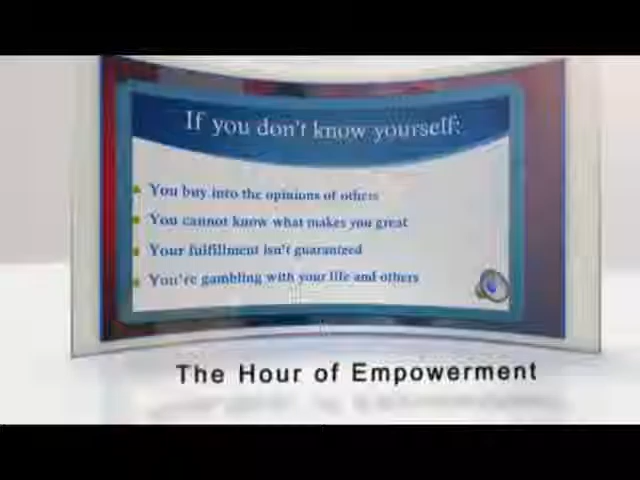 If you don't know yourself:
You buy into the opinions of others
You cannot know what makes you great
Your fulfillment isn't guaranteed
You're gambling with your life and others
The Hour of Empowerment